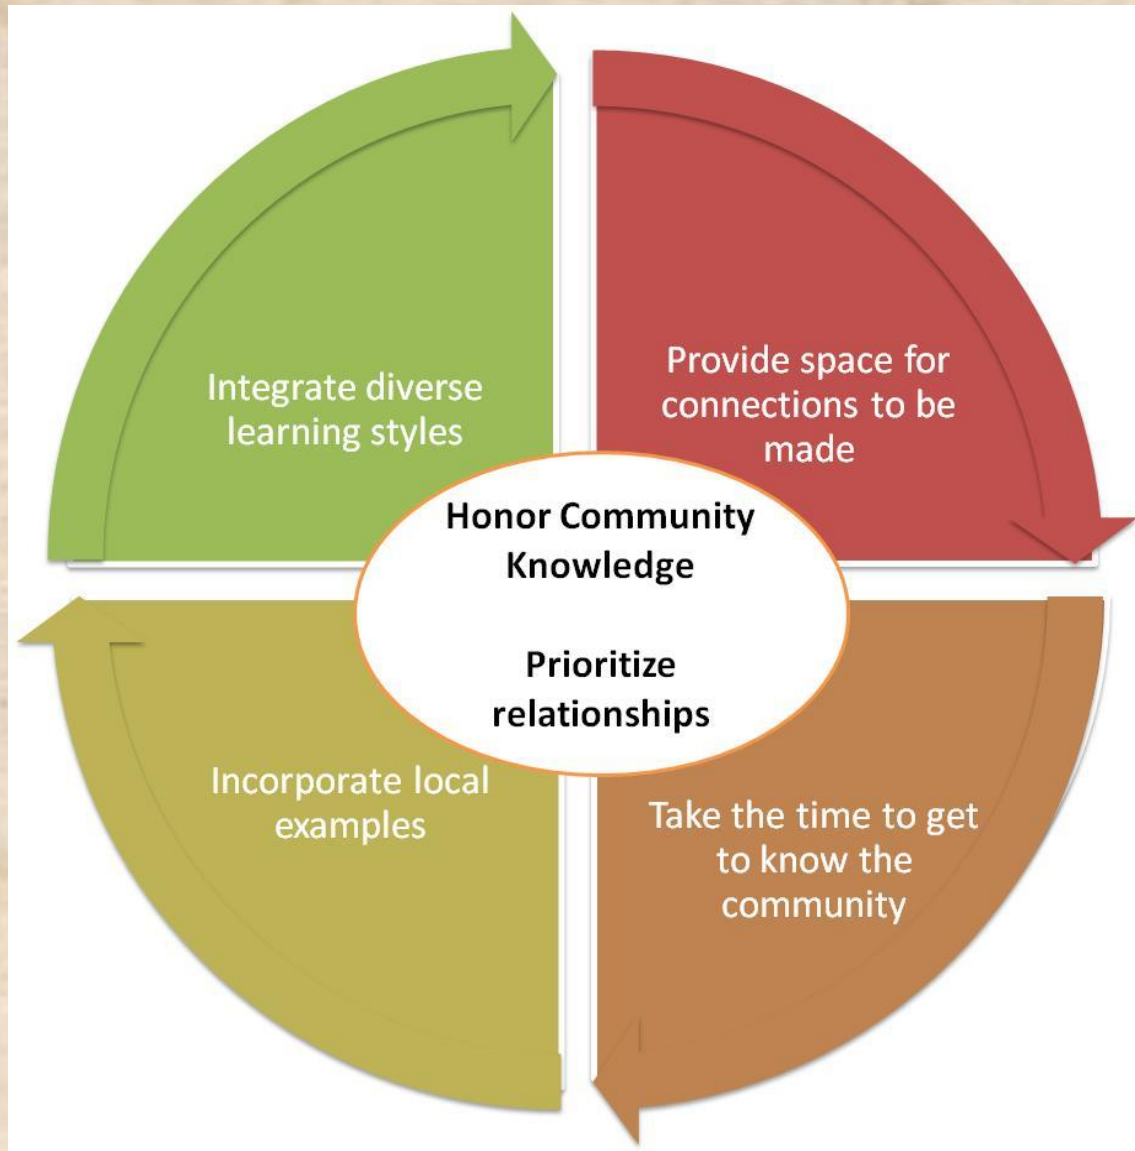 Integrate diverse
learning styles
Provide space for
connections to be
made
Honor Community
Knowledge
Prioritize
relationships
Incorporate local
examples
Take the time to get
to know the
community